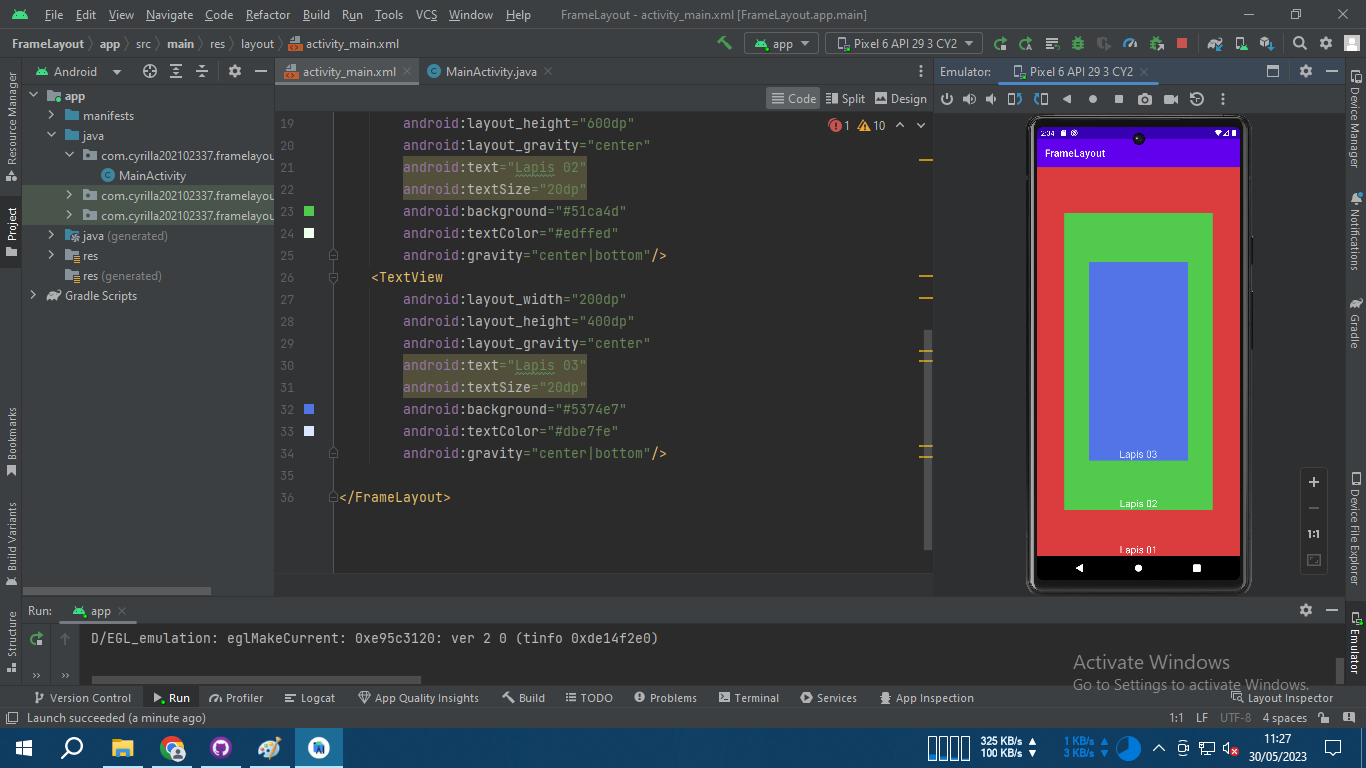 File Edit View Navigate Code Refactor Build Run Tools VCS Window Help FrameLayout - activity_main.xml [FrameLayout.app.main]
FrameLayout app src main res layout activity_main.xml app Pixel 6 API 29 3 CY2
Android activity_main.xml MainActivity.java Emulator: Pixel 6 API 29 3 CY2
Code Split Design
Resource Manager
Project
Bookmarks
Build Variants
Structure
app
manifests
java
com.cyrilla202102337.framelayou
MainActivity
com.cyrilla202102337.framelayou
com.cyrilla202102337.framelayou
java (generated)
res
res (generated)
Gradle Scripts
1 10
19 android:layout_height="600dp"
20 android:layout_gravity="center"
21 android:text="Lapis 02"
22 android:textSize="20dp"
23 android:background="#51ca4d"
24 android:textColor="#edffed"
25 android:gravity="center|bottom"/>
26 <TextView
27 android:layout_width="200dp"
28 android:layout_height="400dp"
29 android:layout_gravity="center"
30 android:text="Lapis 03"
31 android:textSize="20dp"
32 android:background="#5374e7"
33 android:textColor="#dbe7fe"
34 android:gravity="center|bottom"/>
35
36 </FrameLayout>
2:34
FrameLayout
Lapis 03
Lapis 02
Lapis 01
1:1
Device Manager
Notifications
Gradle
Device File Explorer
Emulator
Run: app
D/EGL_emulation: eglMakeCurrent: 0xe95c3120: ver 2 0 (tinfo 0xde14f2e0)
Activate Windows
Go to Settings to activate Windows.
Version Control Run Profiler Logcat App Quality Insights Build TODO Problems Terminal Services App Inspection Layout Inspector
Launch succeeded (a minute ago) 1:1 LF UTF-8 4 spaces
325 KB/s 1 KB/s 11:27
100 KB/s 3 KB/s 30/05/2023